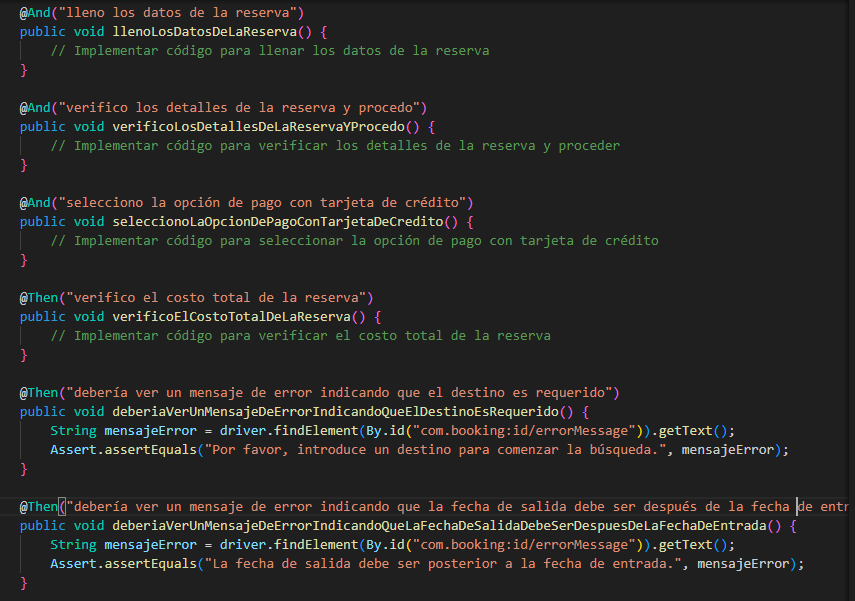 @And("lleno los datos de la reserva")
public void llenoLosDatosDeLaReserva() {
    // Implementar código para llenar los datos de la reserva
}

@And("verifico los detalles de la reserva y procedo")
public void verificoLosDetallesDeLaReservaYProcedo() {
    // Implementar código para verificar los detalles de la reserva y proceder
}

@And("selecciono la opción de pago con tarjeta de crédito")
public void seleccionoLaOpcionDePagoConTarjetaDeCredito() {
    // Implementar código para seleccionar la opción de pago con tarjeta de crédito
}

@Then("verifico el costo total de la reserva")
public void verificoElCostoTotalDeLaReserva() {
    // Implementar código para verificar el costo total de la reserva
}

@Then("debería ver un mensaje de error indicando que el destino es requerido")
public void deberiaVerUnMensajeDeErrorIndicandoQueElDestinoEsRequerido() {
    String mensajeError = driver.findElement(By.id("com.booking:id/errorMessage")).getText();
    Assert.assertEquals("Por favor, introduce un destino para comenzar la búsqueda.", mensajeError);
}

@Then("debería ver un mensaje de error indicando que la fecha de salida debe ser después de la fecha de entr
public void deberiaVerUnMensajeDeErrorIndicandoQueLaFechaDeSalidaDebeSerDespuesDeLaFechaDeEntrada() {
    String mensajeError = driver.findElement(By.id("com.booking:id/errorMessage")).getText();
    Assert.assertEquals("La fecha de salida debe ser posterior a la fecha de entrada.", mensajeError);
}